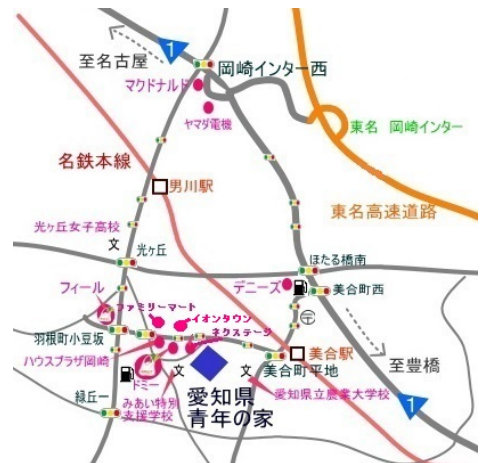 1
至名古屋
岡崎インター西
マクドナルド
ヤマダ電機
東名 岡崎インター
名鉄本線
男川駅
東名高速道路
光ヶ丘女子高校
文
光ヶ丘
ほたる橋南
デニーズ
美合町西
フィール
ファミリーマート
イオンタウン
ネクステージ
羽根町小豆坂
〒
ハウスプラザ岡崎
美合駅
美合町平地
至豊橋
ドミー
文
文
愛知県
青年の家
愛知県立農業大学校
みあい特別
支援学校
緑丘一
1